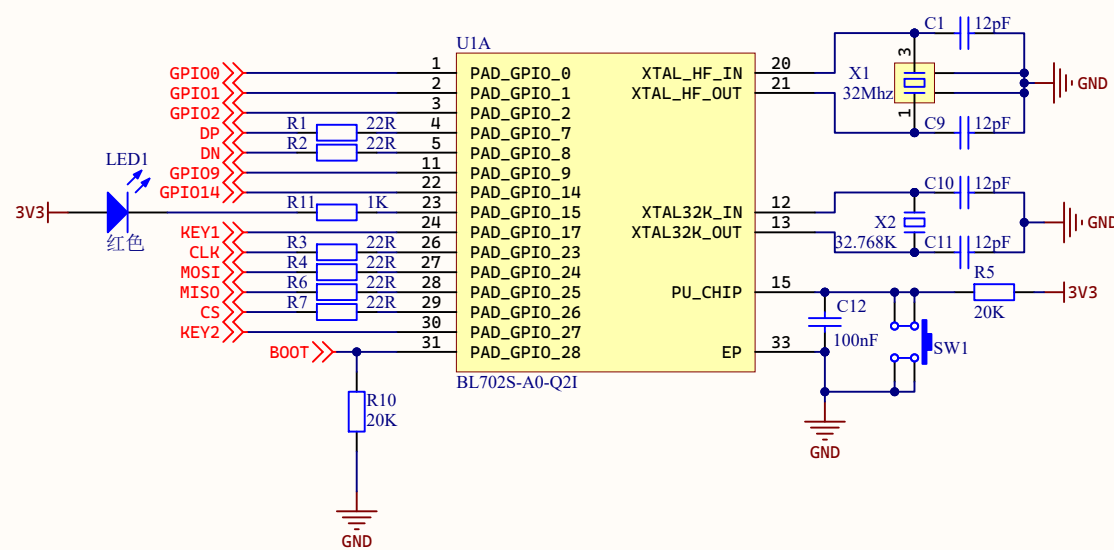 C1 12pF
U1A
3
GPIO0 1 PAD_GPIO_0 XTAL_HF_IN 20 X1
GPIO1 2 PAD_GPIO_1 XTAL_HF_OUT 21 32Mhz GND
GPIO2 3 PAD_GPIO_2 1
DP R1 22R 4 PAD_GPIO_7 C9 12pF
DN R2 22R 5 PAD_GPIO_8
LED1
GPIO9 11 PAD_GPIO_9
GPIO14 22 PAD_GPIO_14 C10 12pF
3V3 R11 1K 23 PAD_GPIO_15 XTAL32K_IN 12
KEY1 24 PAD_GPIO_17 XTAL32K_OUT 13 X2 GND
红色 32.768K C11 12pF
CLK R3 22R 26 PAD_GPIO_23
MOSI R4 22R 27 PAD_GPIO_24 R5
MISO R6 22R 28 PAD_GPIO_25 PU_CHIP 15 3V3
CS R7 22R 29 PAD_GPIO_26 C12 20K
KEY2 30 PAD_GPIO_27 100nF
BOOT 31 PAD_GPIO_28 EP 33 SW1
BL702S-A0-Q2I
R10
20K
GND
GND